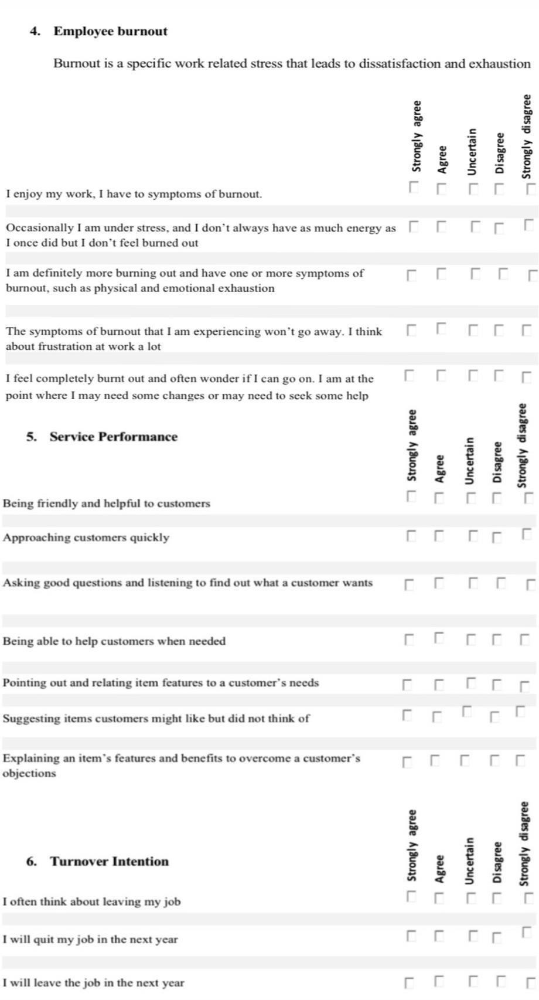 4. Employee burnout
Burnout is a specific work related stress that leads to dissatisfaction and exhaustion
Strongly agree
Agree
Uncertain
Disagree
Strongly disagree
I enjoy my work, I have to symptoms of burnout.
Occasionally I am under stress, and I don’t always have as much energy as
I once did but I don’t feel burned out
I am definitely more burning out and have one or more symptoms of
burnout, such as physical and emotional exhaustion
The symptoms of burnout that I am experiencing won’t go away. I think
about frustration at work a lot
I feel completely burnt out and often wonder if I can go on. I am at the
point where I may need some changes or may need to seek some help
5. Service Performance
Strongly agree
Agree
Uncertain
Disagree
Strongly disagree
Being friendly and helpful to customers
Approaching customers quickly
Asking good questions and listening to find out what a customer wants
Being able to help customers when needed
Pointing out and relating item features to a customer’s needs
Suggesting items customers might like but did not think of
Explaining an item’s features and benefits to overcome a customer’s
objections
6. Turnover Intention
Strongly agree
Agree
Uncertain
Disagree
Strongly disagree
I often think about leaving my job
I will quit my job in the next year
I will leave the job in the next year